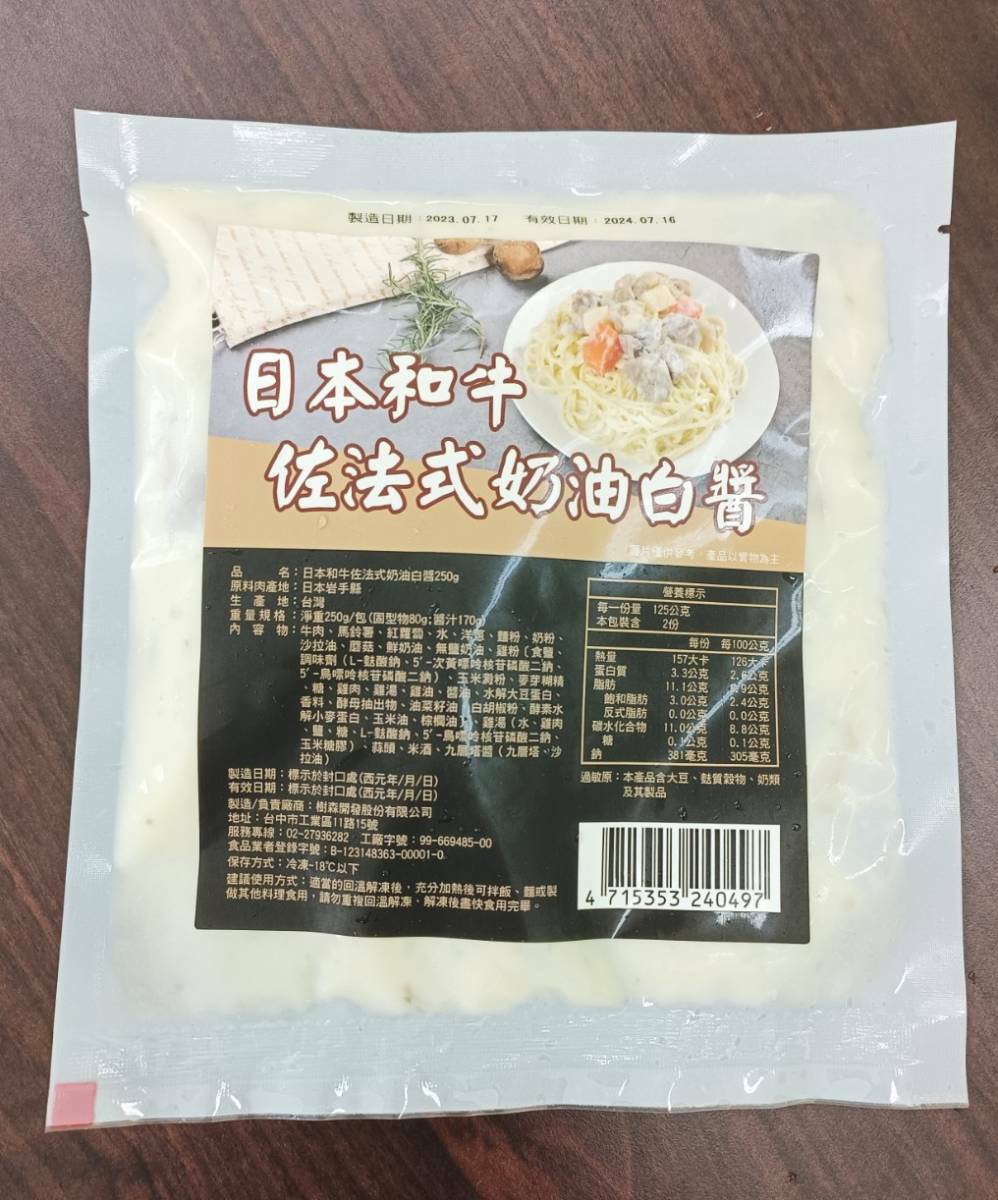 製造日期：2023.07.17 有效日期：2024.07.16
日本和牛
佐法式奶油白醬
圖片僅供參考，產品以實物為主
品 名：日本和牛佐法式奶油白醬250g
原料肉產地：日本岩手縣
生 產 地：台灣
重量規格：淨重250g/包(固型物80g;醬汁170g)
內 容 物：牛肉、馬鈴薯、紅蘿蔔、水、洋蔥、麵粉、奶粉、
沙拉油、蘑菇、鮮奶油、無鹽奶油、雞粉〔食鹽、
調味劑（L-麩酸鈉、5'-次黃嘌呤核苷磷酸二鈉、
5'-鳥嘌呤核苷磷酸二鈉）、玉米澱粉、麥芽糊精
、糖、雞肉、雞湯、雞油、醬油、水解大豆蛋白、
香料、酵母抽出物、油菜籽油、白胡椒粉、酵素水
解小麥蛋白、玉米油、棕櫚油〕、雞湯（水、雞肉
、鹽、糖、L-麩酸鈉、5'-鳥嘌呤核苷磷酸二鈉、
玉米糖膠）、蒜頭、米酒、九層塔醬（九層塔、沙
拉油）
製造日期：標示於封口處(西元年/月/日)
有效日期：標示於封口處(西元年/月/日)
製造/負責廠商：樹森開發股份有限公司
地址：台中市工業區11路15號
服務專線：02-27936282 工廠字號：99-669485-00
食品業者登錄字號：B-123148363-00001-0
保存方式：冷凍-18℃以下
建議使用方式：適當的回溫解凍後，充分加熱後可拌飯、麵或製
做其他料理食用，請勿重複回溫解凍，解凍後盡快食用完畢。
營養標示
每一份量 125公克
本包裝含 2份
每份 每100公克
熱量 157大卡 126大卡
蛋白質 3.3公克 2.6公克
脂肪 11.1公克 8.9公克
飽和脂肪 3.0公克 2.4公克
反式脂肪 0.0公克 0.0公克
碳水化合物 11.0公克 8.8公克
糖 0.1公克 0.1公克
鈉 381毫克 305毫克
過敏原：本產品含大豆、麩質穀物、奶類
及其製品
4 715353 240497